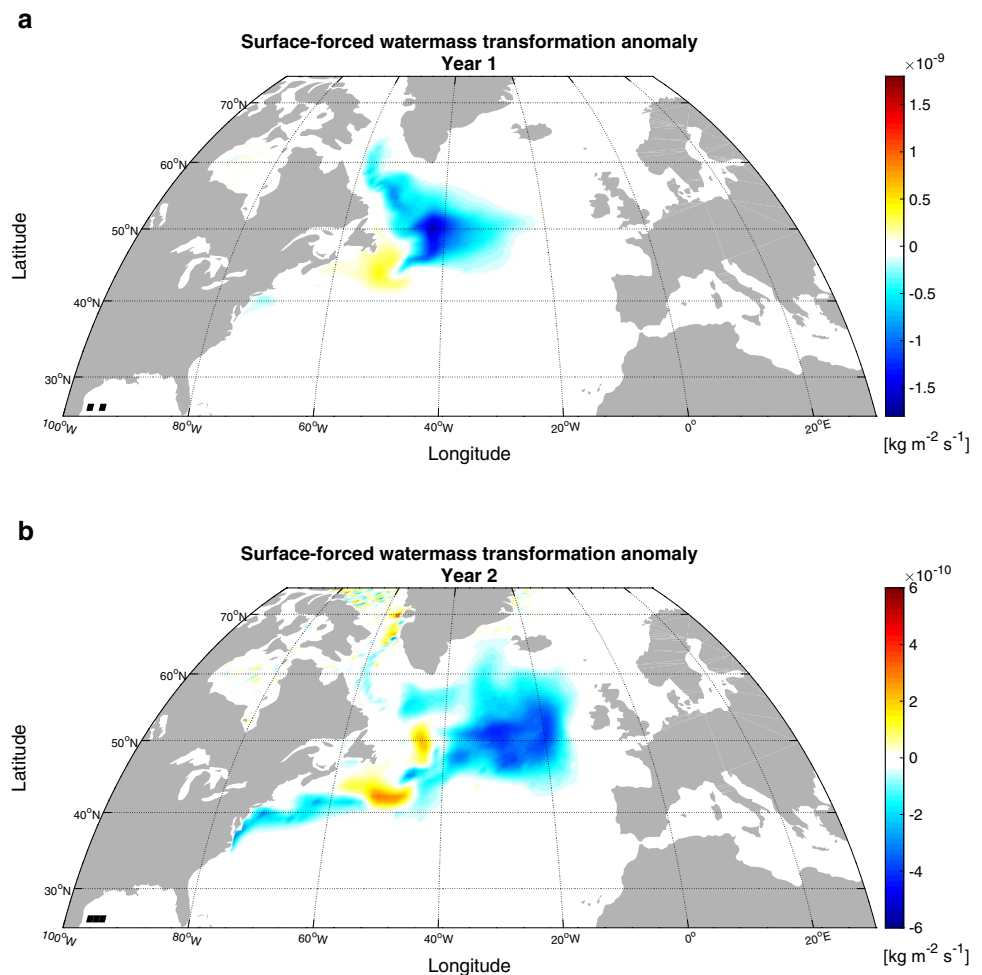 a
Surface-forced watermass transformation anomaly
Year 1
×10⁻⁹
70°N
60°N
50°N
40°N
30°N
Latitude
100°W 80°W 60°W 40°W 20°W 0° 20°E
Longitude
1.5
1
0.5
0
-0.5
-1
-1.5
[kg m⁻² s⁻¹]
b
Surface-forced watermass transformation anomaly
Year 2
×10⁻¹⁰
70°N
60°N
50°N
40°N
30°N
Latitude
100°W 80°W 60°W 40°W 20°W 0° 20°E
Longitude
6
4
2
0
-2
-4
-6
[kg m⁻² s⁻¹]